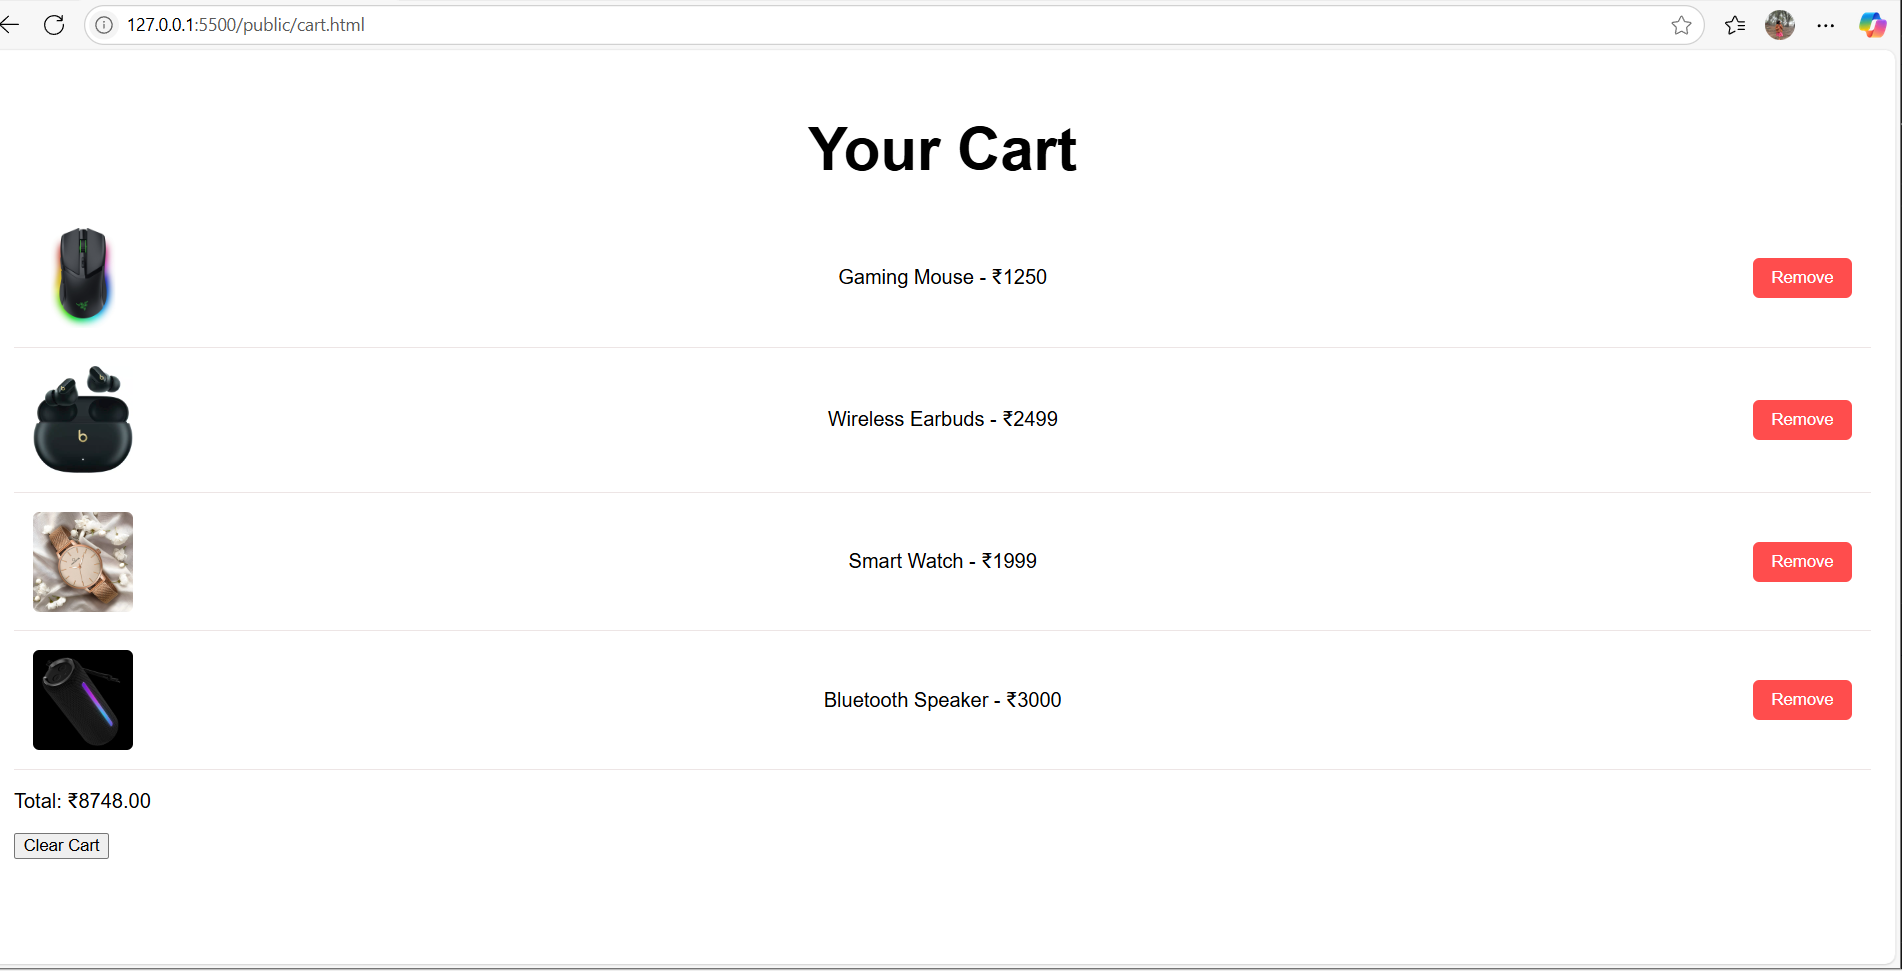 127.0.0.1:5500/public/cart.html
Your Cart
Gaming Mouse - ₹1250
Remove
Wireless Earbuds - ₹2499
Remove
Smart Watch - ₹1999
Remove
Bluetooth Speaker - ₹3000
Remove
Total: ₹8748.00
Clear Cart